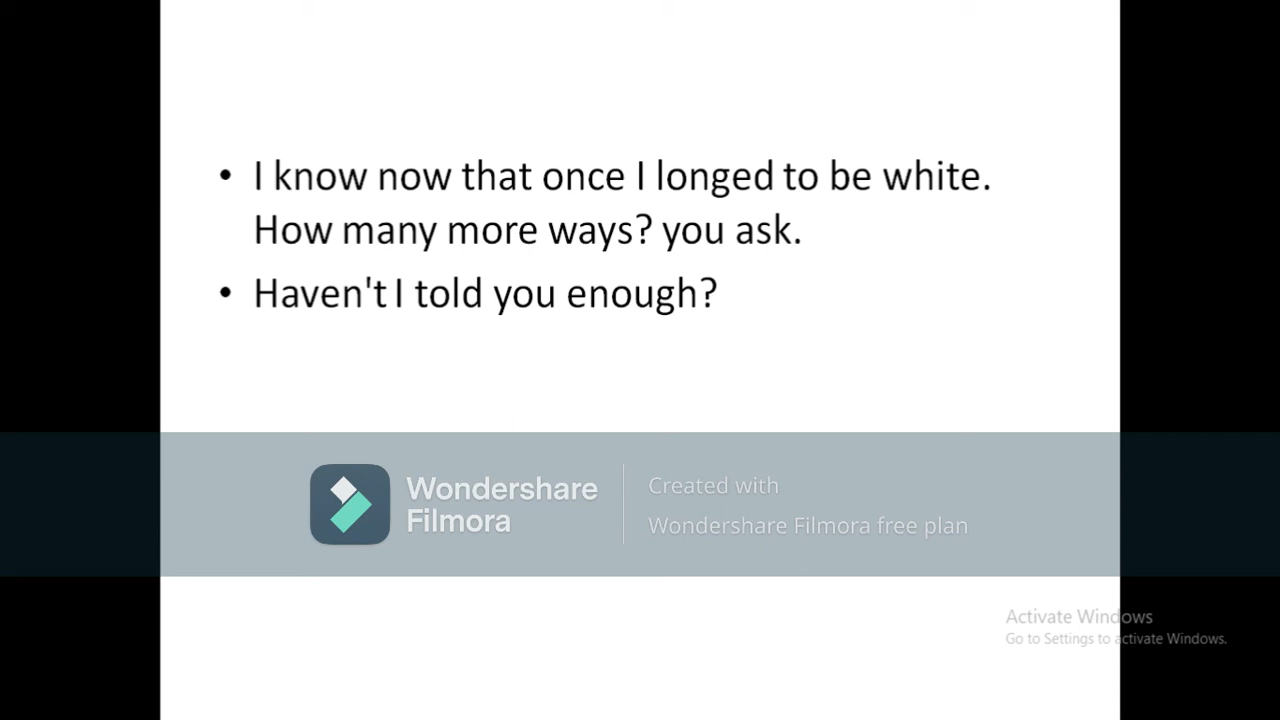 • I know now that once I longed to be white.
How many more ways? you ask.
• Haven't I told you enough?
Wondershare
Filmora
Created with
Wondershare Filmora free plan
Activate Windows
Go to Settings to activate Windows.